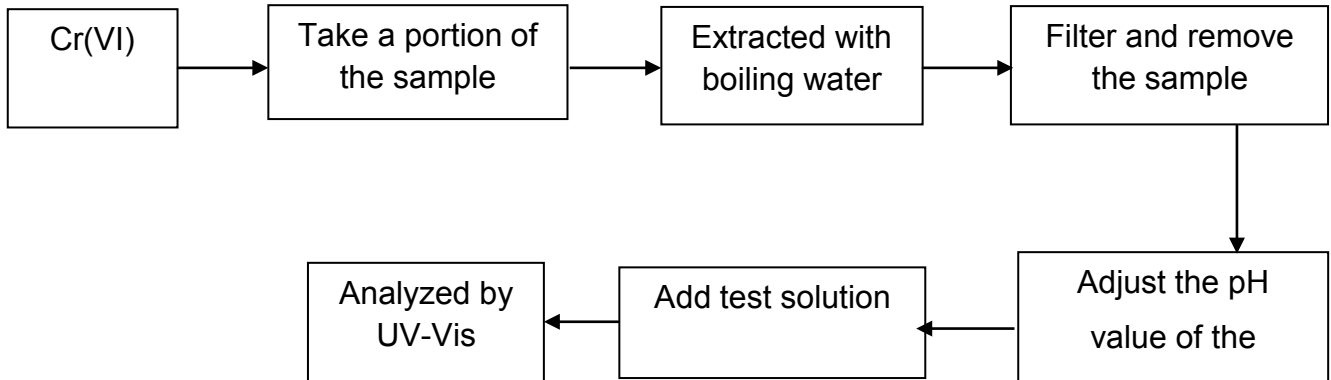 Cr(VI)
Take a portion of
the sample
Extracted with
boiling water
Filter and remove
the sample
Adjust the pH
value of the
Add test solution
Analyzed by
UV-Vis